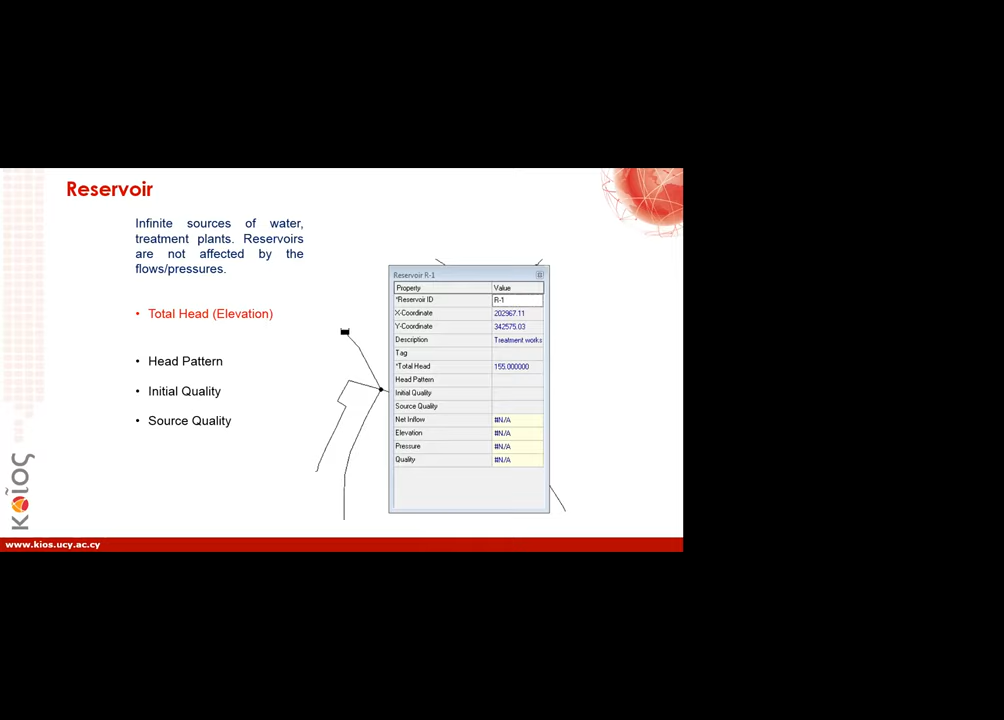 Reservoir
Infinite sources of water,
treatment plants. Reservoirs
are not affected by the
flows/pressures.
• Total Head (Elevation)
• Head Pattern
• Initial Quality
• Source Quality
Reservoir R-1
Property Value
*Reservoir ID R-1
X-Coordinate 202967.11
Y-Coordinate 342575.03
Description Treatment works
Tag
*Total Head 155.000000
Head Pattern
Initial Quality
Source Quality
Net Inflow #N/A
Elevation #N/A
Pressure #N/A
Quality #N/A
κοῖος
www.kios.ucy.ac.cy